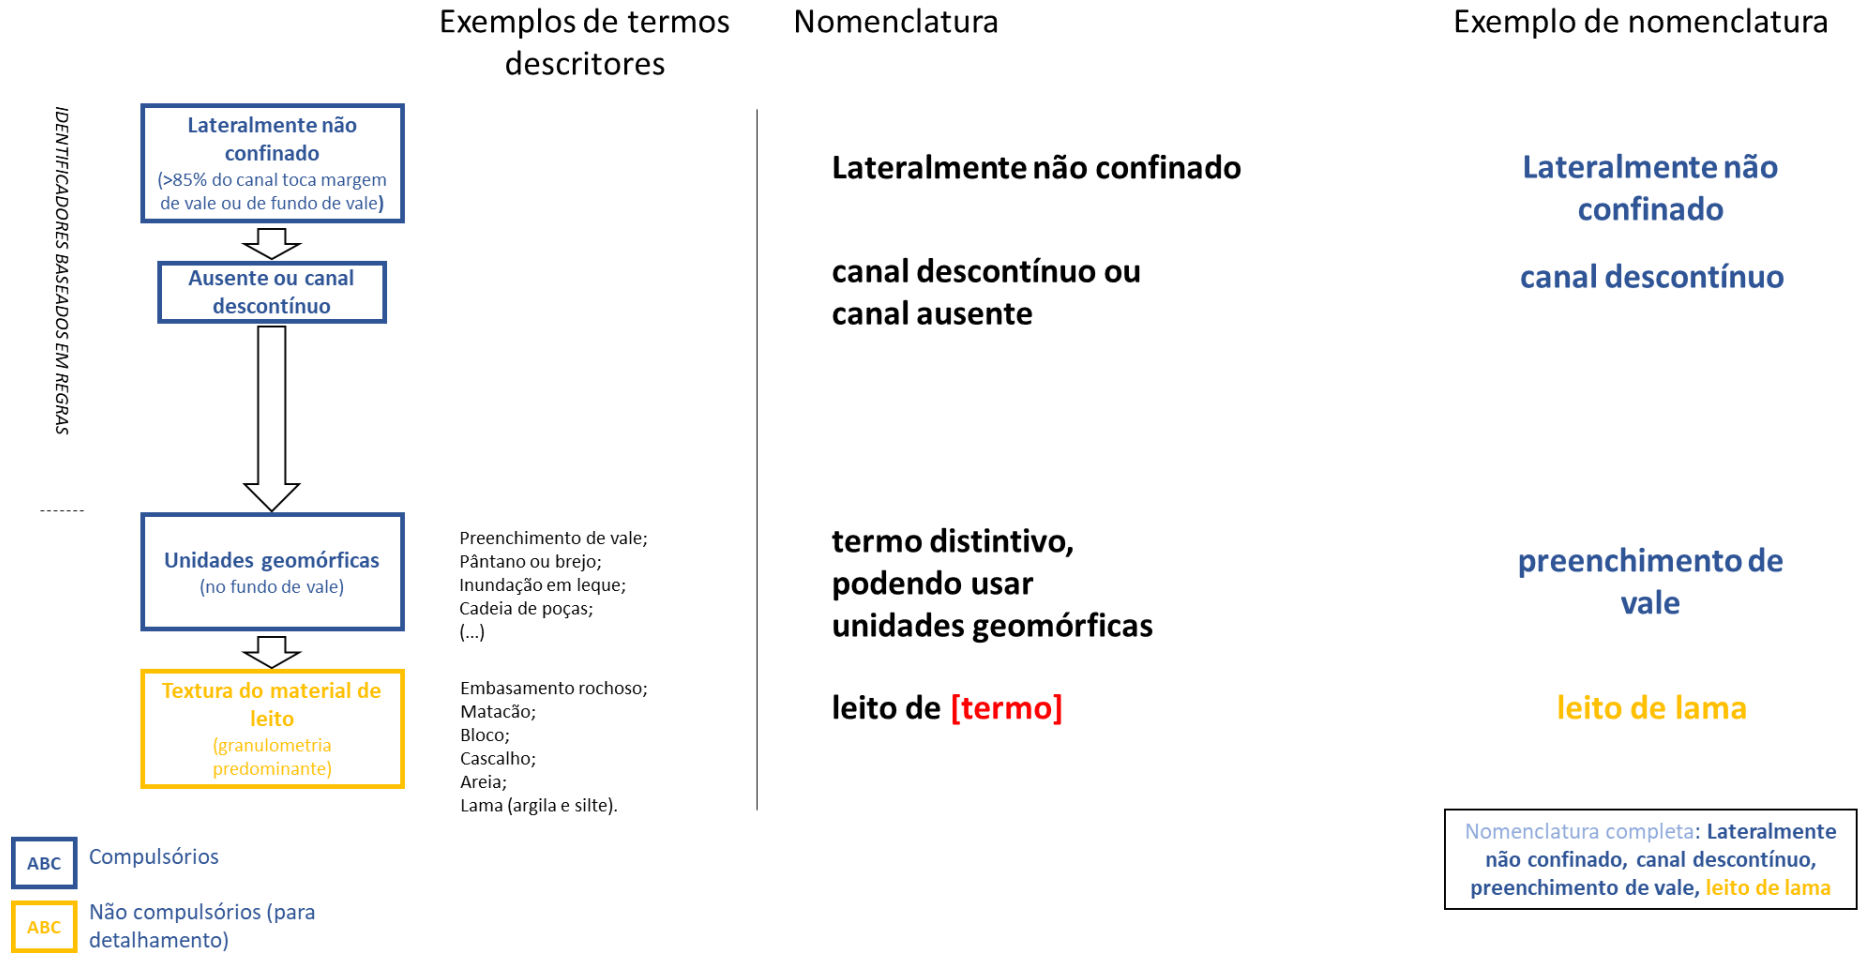 Exemplos de termos
descritores
Nomenclatura
Exemplo de nomenclatura
IDENTIFICADORES BASEADOS EM REGRAS
Lateralmente não
confinado
(>85% do canal toca margem
de vale ou de fundo de vale)
Lateralmente não confinado
Lateralmente não
confinado
Ausente ou canal
descontínuo
canal descontínuo ou
canal ausente
canal descontínuo
Unidades geomórficas
(no fundo de vale)
Preenchimento de vale;
Pântano ou brejo;
Inundação em leque;
Cadeia de poças;
(...)
termo distintivo,
podendo usar
unidades geomórficas
preenchimento de
vale
Textura do material de
leito
(granulometria
predominante)
Embasamento rochoso;
Matacão;
Bloco;
Cascalho;
Areia;
Lama (argila e silte).
leito de [termo]
leito de lama
ABC
Compulsórios
ABC
Não compulsórios (para
detalhamento)
Nomenclatura completa: Lateralmente
não confinado, canal descontínuo,
preenchimento de vale, leito de lama